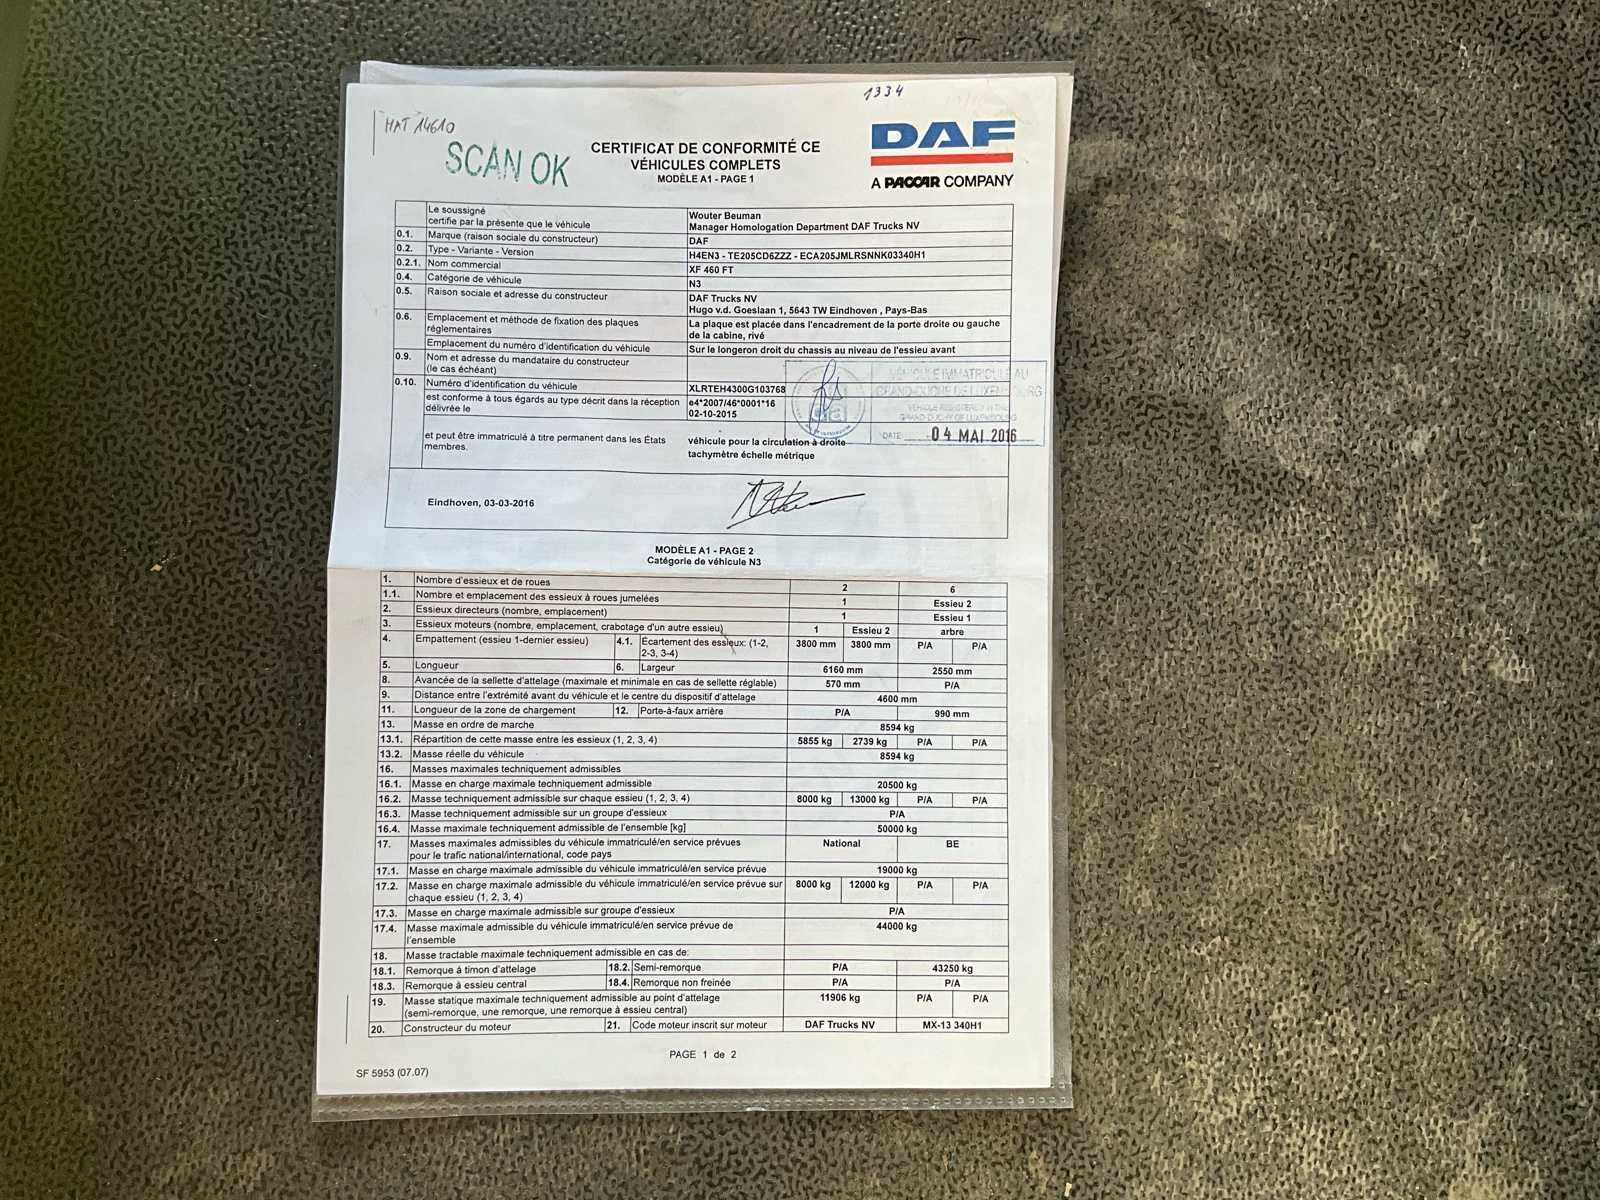 1334
MAT 14610
SCAN OK
CERTIFICAT DE CONFORMITÉ CE
VÉHICULES COMPLETS
MODÈLE A1 - PAGE 1
DAF
A PACCAR COMPANY
Le soussigné
certifie par la présente que le véhicule
Wouter Beuman
Manager Homologation Department DAF Trucks NV
0.1. Marque (raison sociale du constructeur) DAF
0.2. Type - Variante - Version H4EN3 - TE205CD6ZZZ - ECA205JMLRSNNK03340H1
0.2.1. Nom commercial XF 460 FT
0.4. Catégorie de véhicule N3
0.5. Raison sociale et adresse du constructeur DAF Trucks NV
Hugo v.d. Goeslaan 1, 5643 TW Eindhoven , Pays-Bas
0.6. Emplacement et méthode de fixation des plaques
réglementaires
La plaque est placée dans l'encadrement de la porte droite ou gauche
de la cabine, rivé
Emplacement du numéro d'identification du véhicule Sur le longeron droit du chassis au niveau de l'essieu avant
0.9. Nom et adresse du mandataire du constructeur
(le cas échéant)
0.10. Numéro d'identification du véhicule XLRTEH4300G103768
est conforme à tous égards au type décrit dans la réception
délivrée le
e4*2007/46*0001*16
02-10-2015
VÉHICULE IMMATRICULÉ AU
GRAND-DUCHÉ DE LUXEMBOURG
VEHICLE REGISTERED IN THE
GRAND-DUCHY OF LUXEMBOURG
DATE 04 MAI 2016
et peut être immatriculé à titre permanent dans les États
membres.
véhicule pour la circulation à droite
tachymètre échelle métrique
Eindhoven, 03-03-2016
MODÈLE A1 - PAGE 2
Catégorie de véhicule N3
1. Nombre d'essieux et de roues 2 6
1.1. Nombre et emplacement des essieux à roues jumelées 1 Essieu 2
2. Essieux directeurs (nombre, emplacement) 1 Essieu 1
3. Essieux moteurs (nombre, emplacement, crabotage d'un autre essieu) 1 Essieu 2 arbre
4. Empattement (essieu 1-dernier essieu) 4.1. Écartement des essieux: (1-2,
2-3, 3-4) 3800 mm 3800 mm P/A P/A
5. Longueur 6. Largeur 6160 mm 2550 mm
8. Avancée de la sellette d'attelage (maximale et minimale en cas de sellette réglable) 570 mm P/A
9. Distance entre l'extrémité avant du véhicule et le centre du dispositif d'attelage 4600 mm
11. Longueur de la zone de chargement 12. Porte-à-faux arrière P/A 990 mm
13. Masse en ordre de marche 8594 kg
13.1. Répartition de cette masse entre les essieux (1, 2, 3, 4) 5855 kg 2739 kg P/A P/A
13.2. Masse réelle du véhicule 8594 kg
16. Masses maximales techniquement admissibles
16.1. Masse en charge maximale techniquement admissible 20500 kg
16.2. Masse techniquement admissible sur chaque essieu (1, 2, 3, 4) 8000 kg 13000 kg P/A P/A
16.3. Masse techniquement admissible sur un groupe d'essieux P/A
16.4. Masse maximale techniquement admissible de l'ensemble [kg] 50000 kg
17. Masses maximales admissibles du véhicule immatriculé/en service prévues
pour le trafic national/international, code pays National BE
17.1. Masse en charge maximale admissible du véhicule immatriculé/en service prévue 19000 kg
17.2. Masse en charge maximale admissible du véhicule immatriculé/en service prévue sur
chaque essieu (1, 2, 3, 4) 8000 kg 12000 kg P/A P/A
17.3. Masse en charge maximale admissible sur groupe d'essieux P/A
17.4. Masse maximale admissible du véhicule immatriculé/en service prévue de
l'ensemble 44000 kg
18. Masse tractable maximale techniquement admissible en cas de:
18.1. Remorque à timon d'attelage 18.2. Semi-remorque P/A 43250 kg
18.3. Remorque à essieu central 18.4. Remorque non freinée P/A P/A
19. Masse statique maximale techniquement admissible au point d'attelage
(semi-remorque, une remorque, une remorque à essieu central) 11906 kg P/A P/A
20. Constructeur du moteur 21. Code moteur inscrit sur moteur DAF Trucks NV MX-13 340H1
PAGE 1 de 2
SF 5953 (07.07)